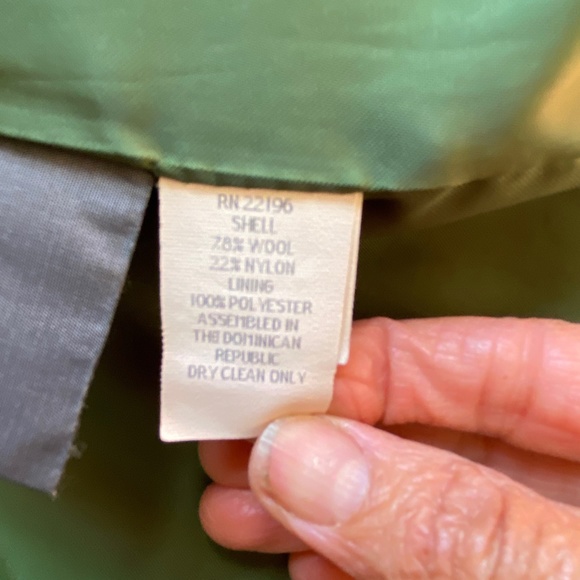 RN 22196
SHELL
78% WOOL
22% NYLON
LINING
100% POLYESTER
ASSEMBLED IN
THE DOMINICAN
REPUBLIC
DRY CLEAN ONLY